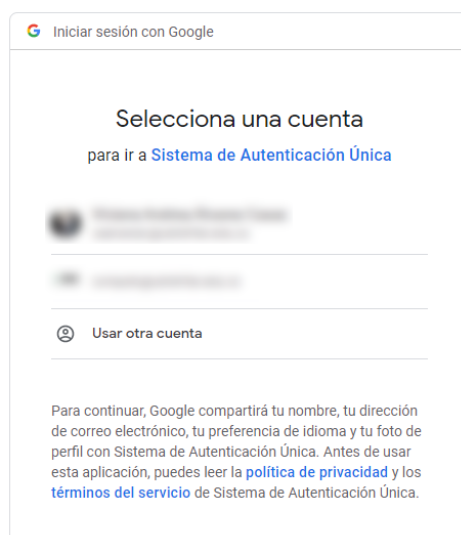 Iniciar sesión con Google
Selecciona una cuenta
para ir a Sistema de Autenticación Única
Usar otra cuenta
Para continuar, Google compartirá tu nombre, tu dirección
de correo electrónico, tu preferencia de idioma y tu foto de
perfil con Sistema de Autenticación Única. Antes de usar
esta aplicación, puedes leer la política de privacidad y los
términos del servicio de Sistema de Autenticación Única.